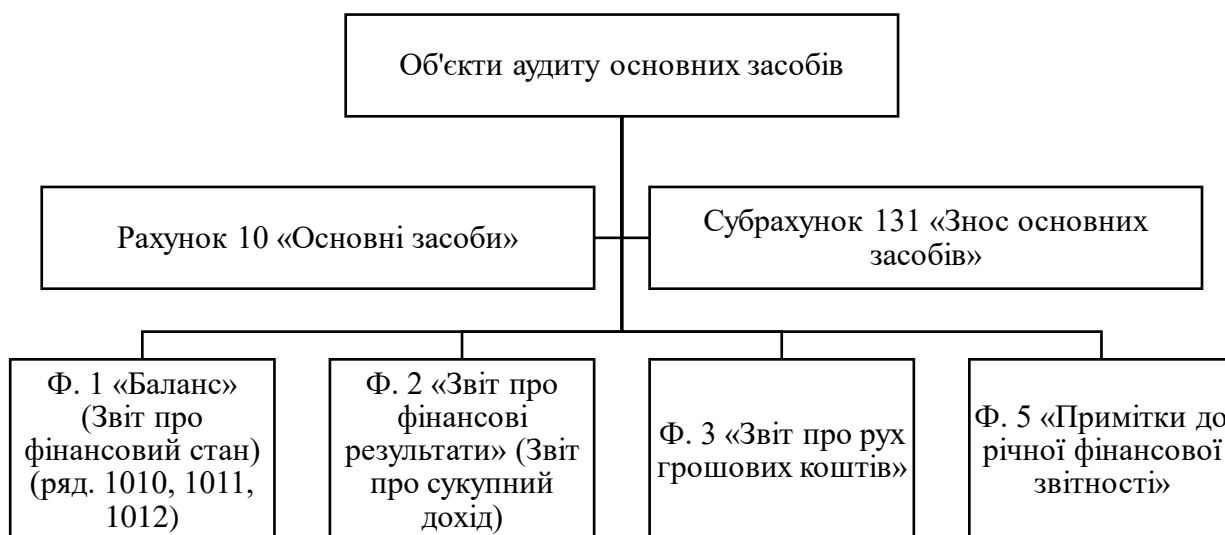 Об'єкти аудиту основних засобів
Рахунок 10 «Основні засоби»
Субрахунок 131 «Знос основних
засобів»
Ф. 1 «Баланс»
(Звіт про
фінансовий стан)
(ряд. 1010, 1011,
1012)
Ф. 2 «Звіт про
фінансові
результати» (Звіт
про сукупний
дохід)
Ф. 3 «Звіт про рух
грошових коштів»
Ф. 5 «Примітки до
річної фінансової
звітності»